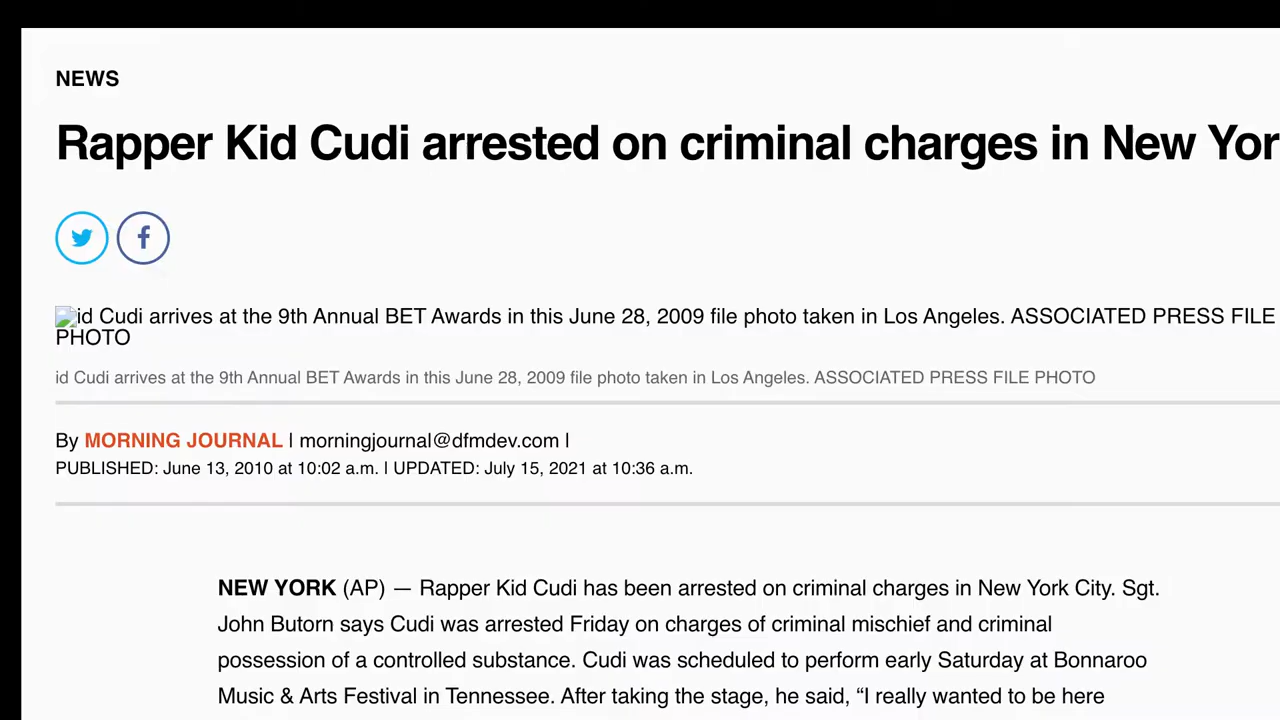 NEWS
Rapper Kid Cudi arrested on criminal charges in New Yor
id Cudi arrives at the 9th Annual BET Awards in this June 28, 2009 file photo taken in Los Angeles. ASSOCIATED PRESS FILE
PHOTO
id Cudi arrives at the 9th Annual BET Awards in this June 28, 2009 file photo taken in Los Angeles. ASSOCIATED PRESS FILE PHOTO
By MORNING JOURNAL | morningjournal@dfmdev.com |
PUBLISHED: June 13, 2010 at 10:02 a.m. | UPDATED: July 15, 2021 at 10:36 a.m.
NEW YORK (AP) — Rapper Kid Cudi has been arrested on criminal charges in New York City. Sgt.
John Butorn says Cudi was arrested Friday on charges of criminal mischief and criminal
possession of a controlled substance. Cudi was scheduled to perform early Saturday at Bonnaroo
Music & Arts Festival in Tennessee. After taking the stage, he said, “I really wanted to be here